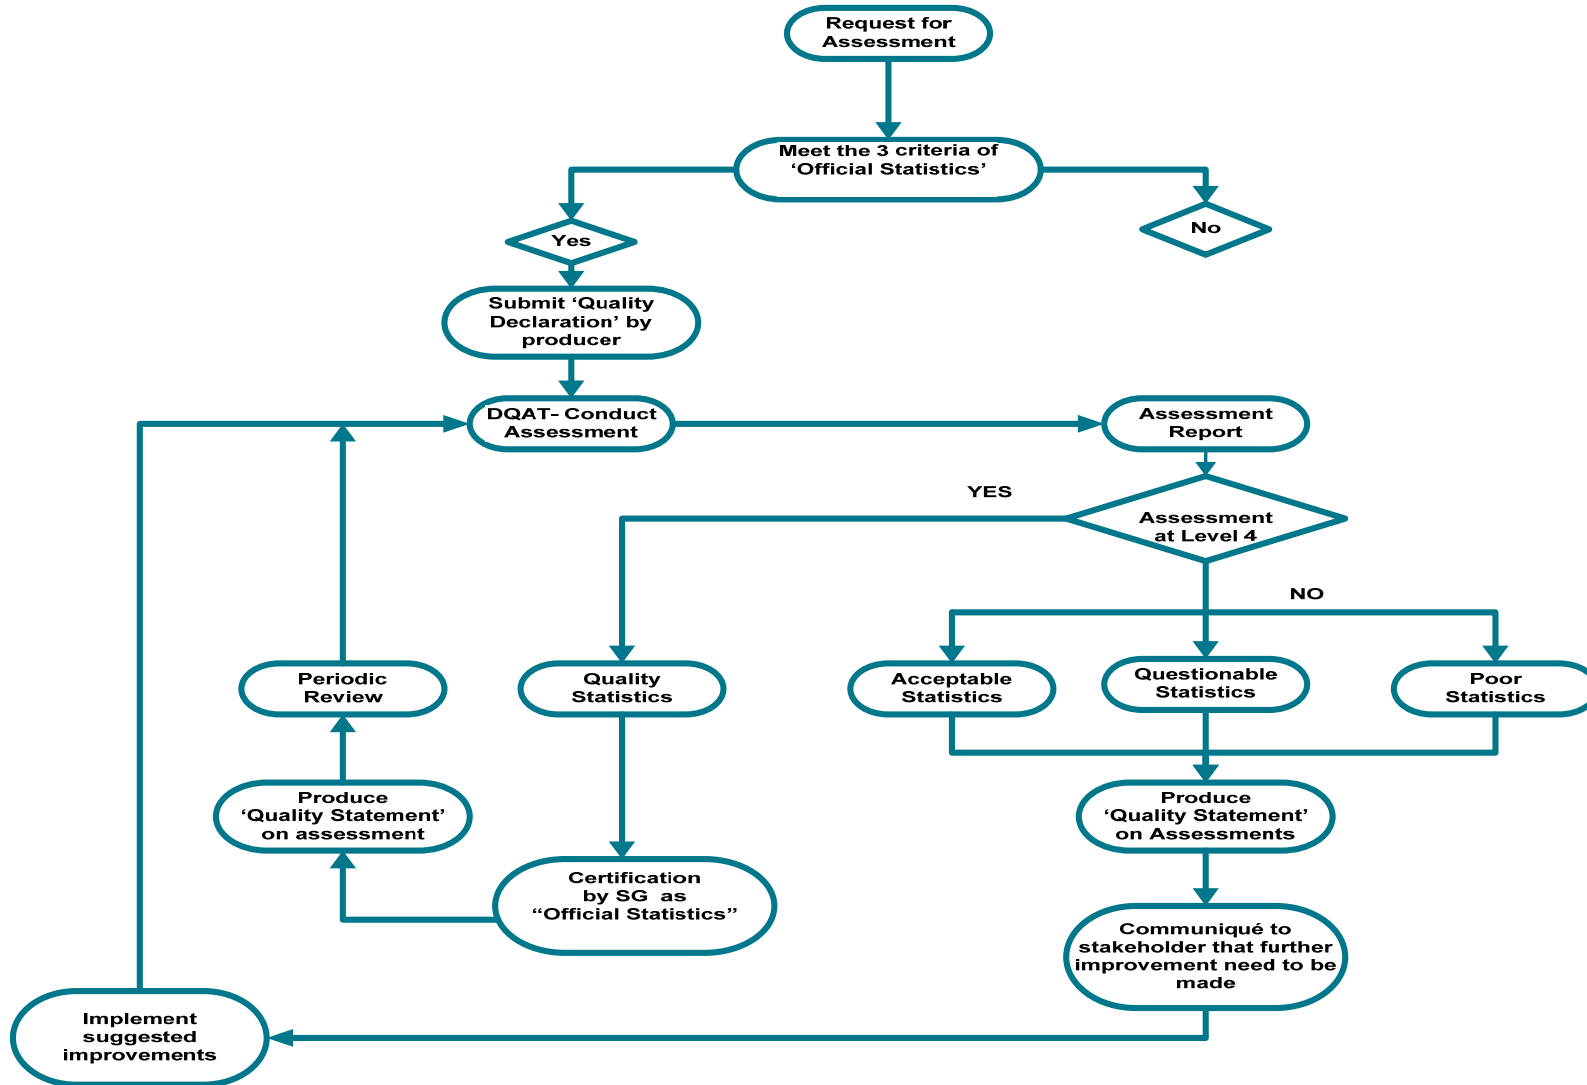 Request for
Assessment
Meet the 3 criteria of
‘Official Statistics’
Yes
No
Submit ‘Quality
Declaration’ by
producer
DQAT- Conduct
Assessment
Assessment
Report
YES
Assessment
at Level 4
NO
Periodic
Review
Quality
Statistics
Acceptable
Statistics
Questionable
Statistics
Poor
Statistics
Produce
‘Quality Statement’
on assessment
Produce
‘Quality Statement’
on Assessments
Certification
by SG as
“Official Statistics”
Communiqué to
stakeholder that further
improvement need to be
made
Implement
suggested
improvements